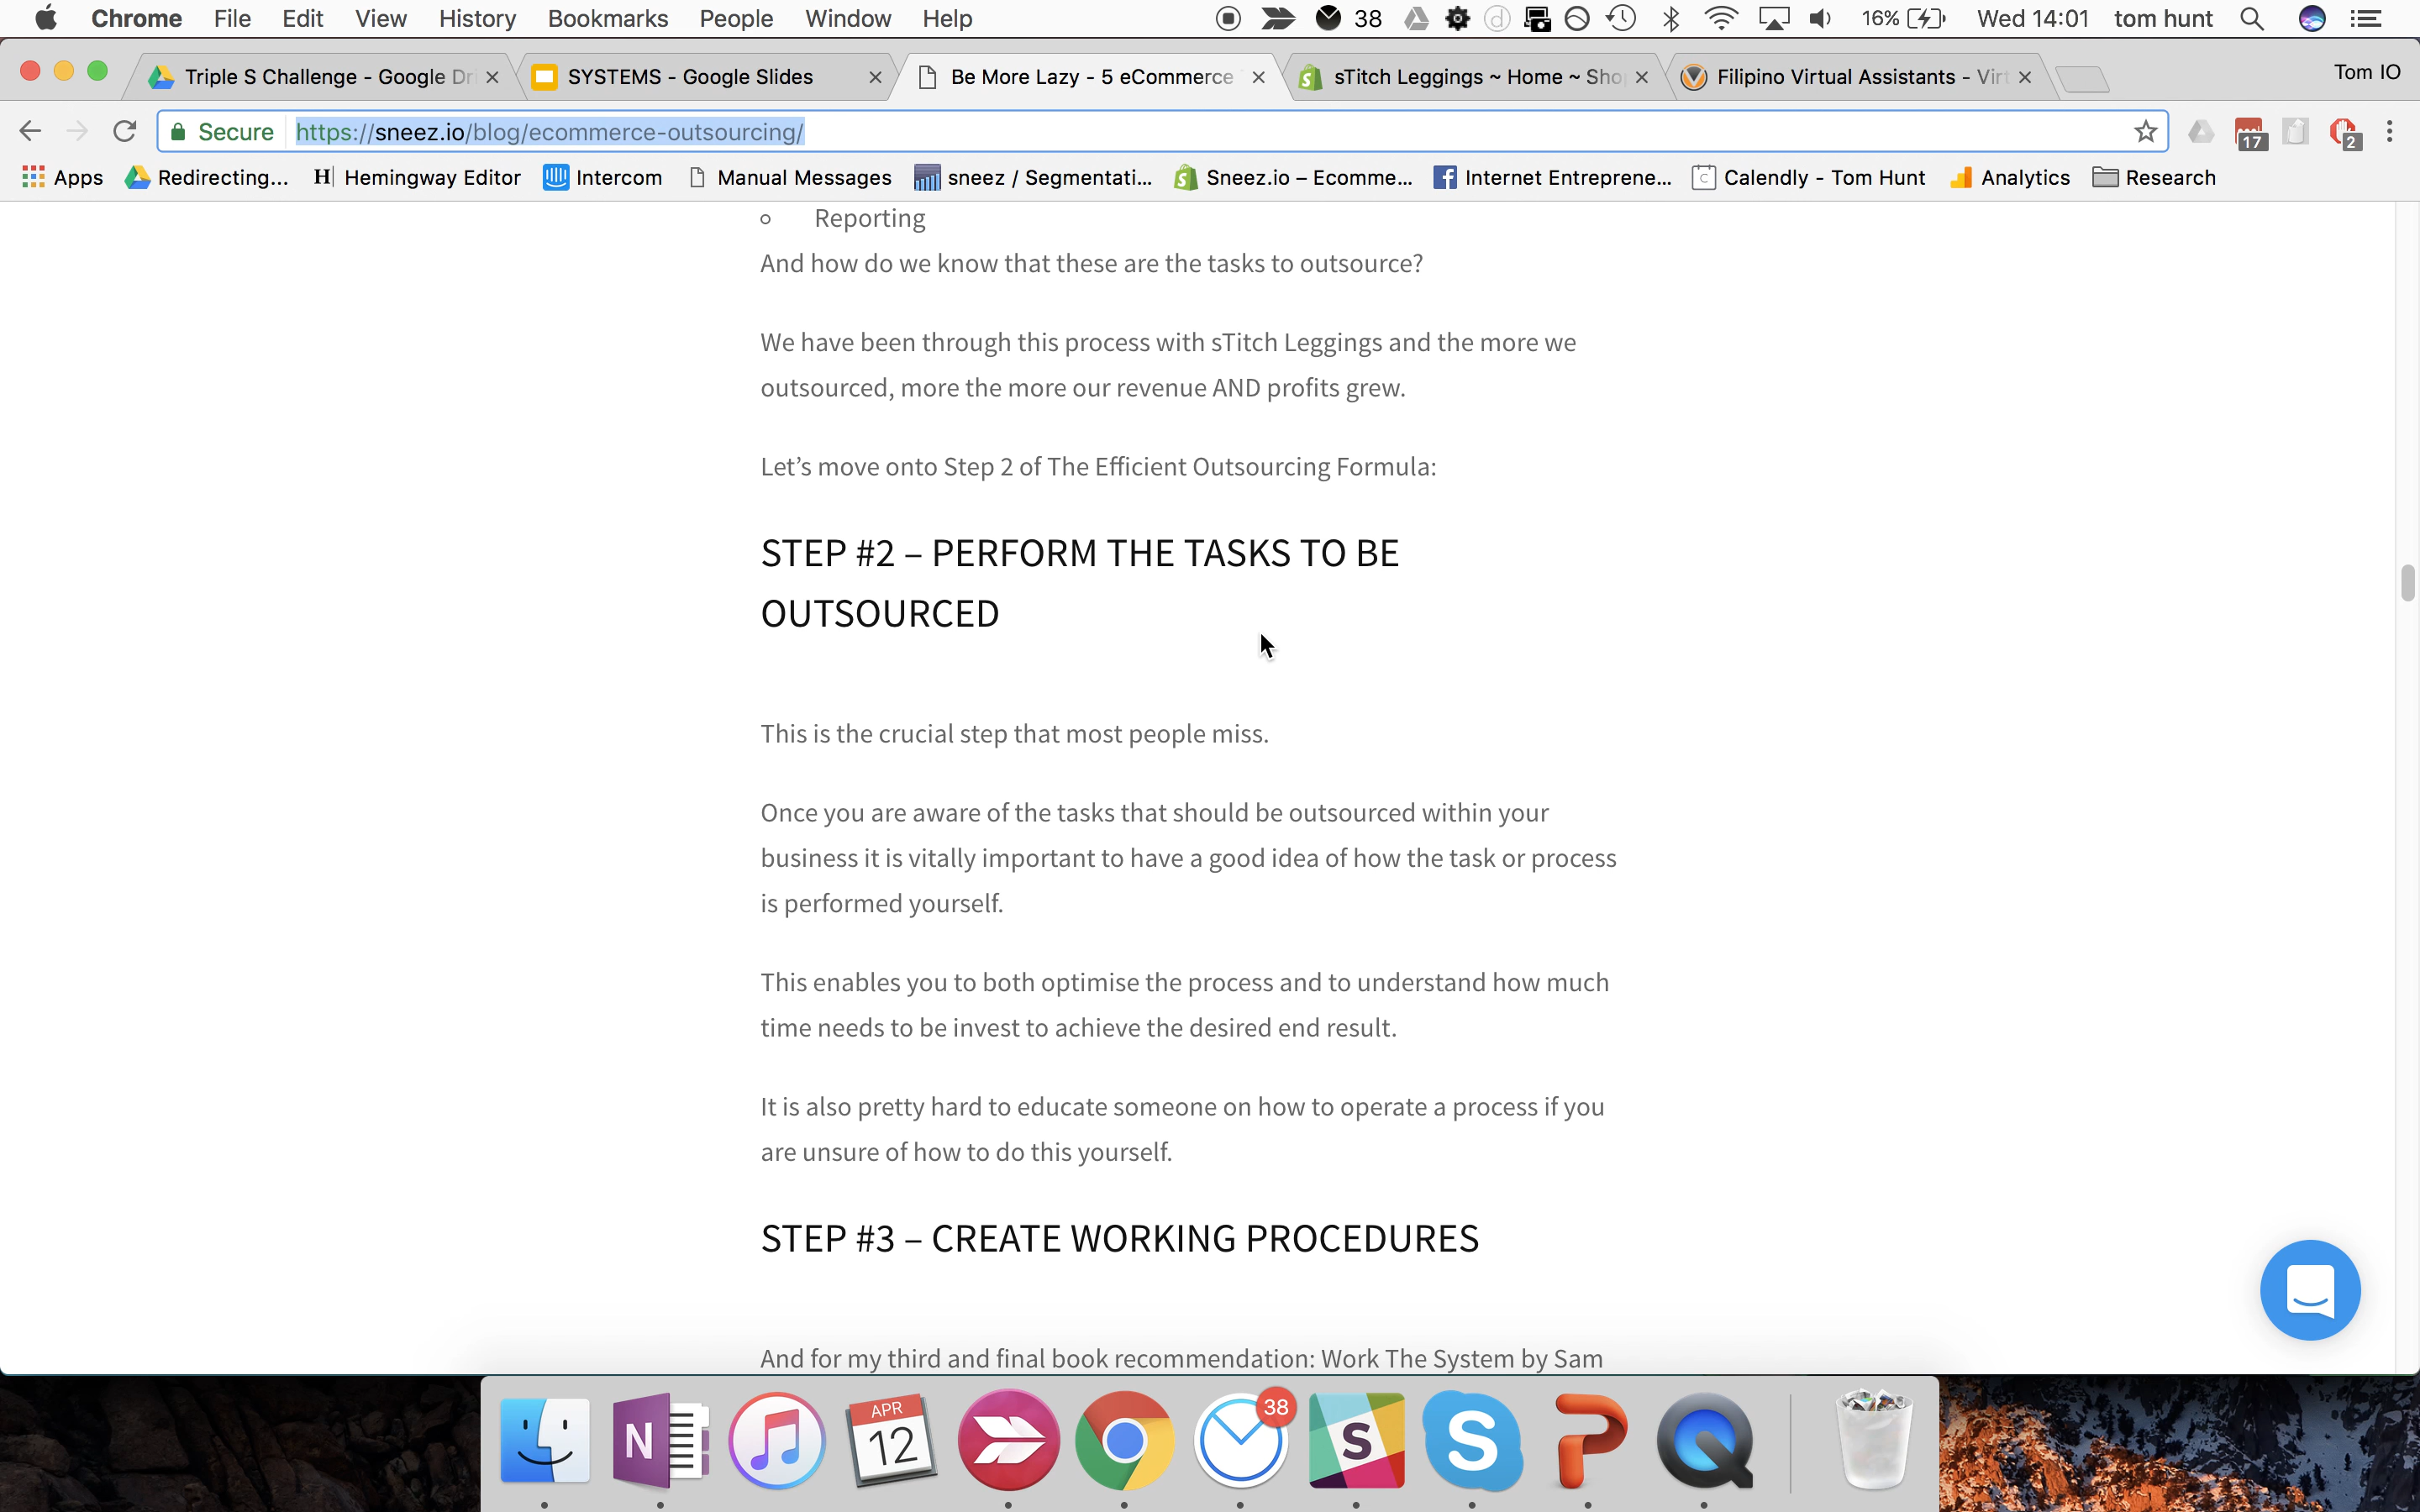 Chrome File Edit View History Bookmarks People Window Help 38 16% Wed 14:01 tom hunt
Triple S Challenge - Google Dri SYSTEMS - Google Slides Be More Lazy - 5 eCommerce sTitch Leggings ~ Home ~ Sho Filipino Virtual Assistants - Virt Tom IO
Secure https://sneez.io/blog/ecommerce-outsourcing/ 17 2
Apps Redirecting... H Hemingway Editor Intercom Manual Messages sneez / Segmentati... Sneez.io – Ecomme... Internet Entreprene... Calendly - Tom Hunt Analytics Research
Reporting
And how do we know that these are the tasks to outsource?
We have been through this process with sTitch Leggings and the more we
outsourced, more the more our revenue AND profits grew.
Let’s move onto Step 2 of The Efficient Outsourcing Formula:
STEP #2 – PERFORM THE TASKS TO BE
OUTSOURCED
This is the crucial step that most people miss.
Once you are aware of the tasks that should be outsourced within your
business it is vitally important to have a good idea of how the task or process
is performed yourself.
This enables you to both optimise the process and to understand how much
time needs to be invest to achieve the desired end result.
It is also pretty hard to educate someone on how to operate a process if you
are unsure of how to do this yourself.
STEP #3 – CREATE WORKING PROCEDURES
And for my third and final book recommendation: Work The System by Sam
N APR 12 38 S S